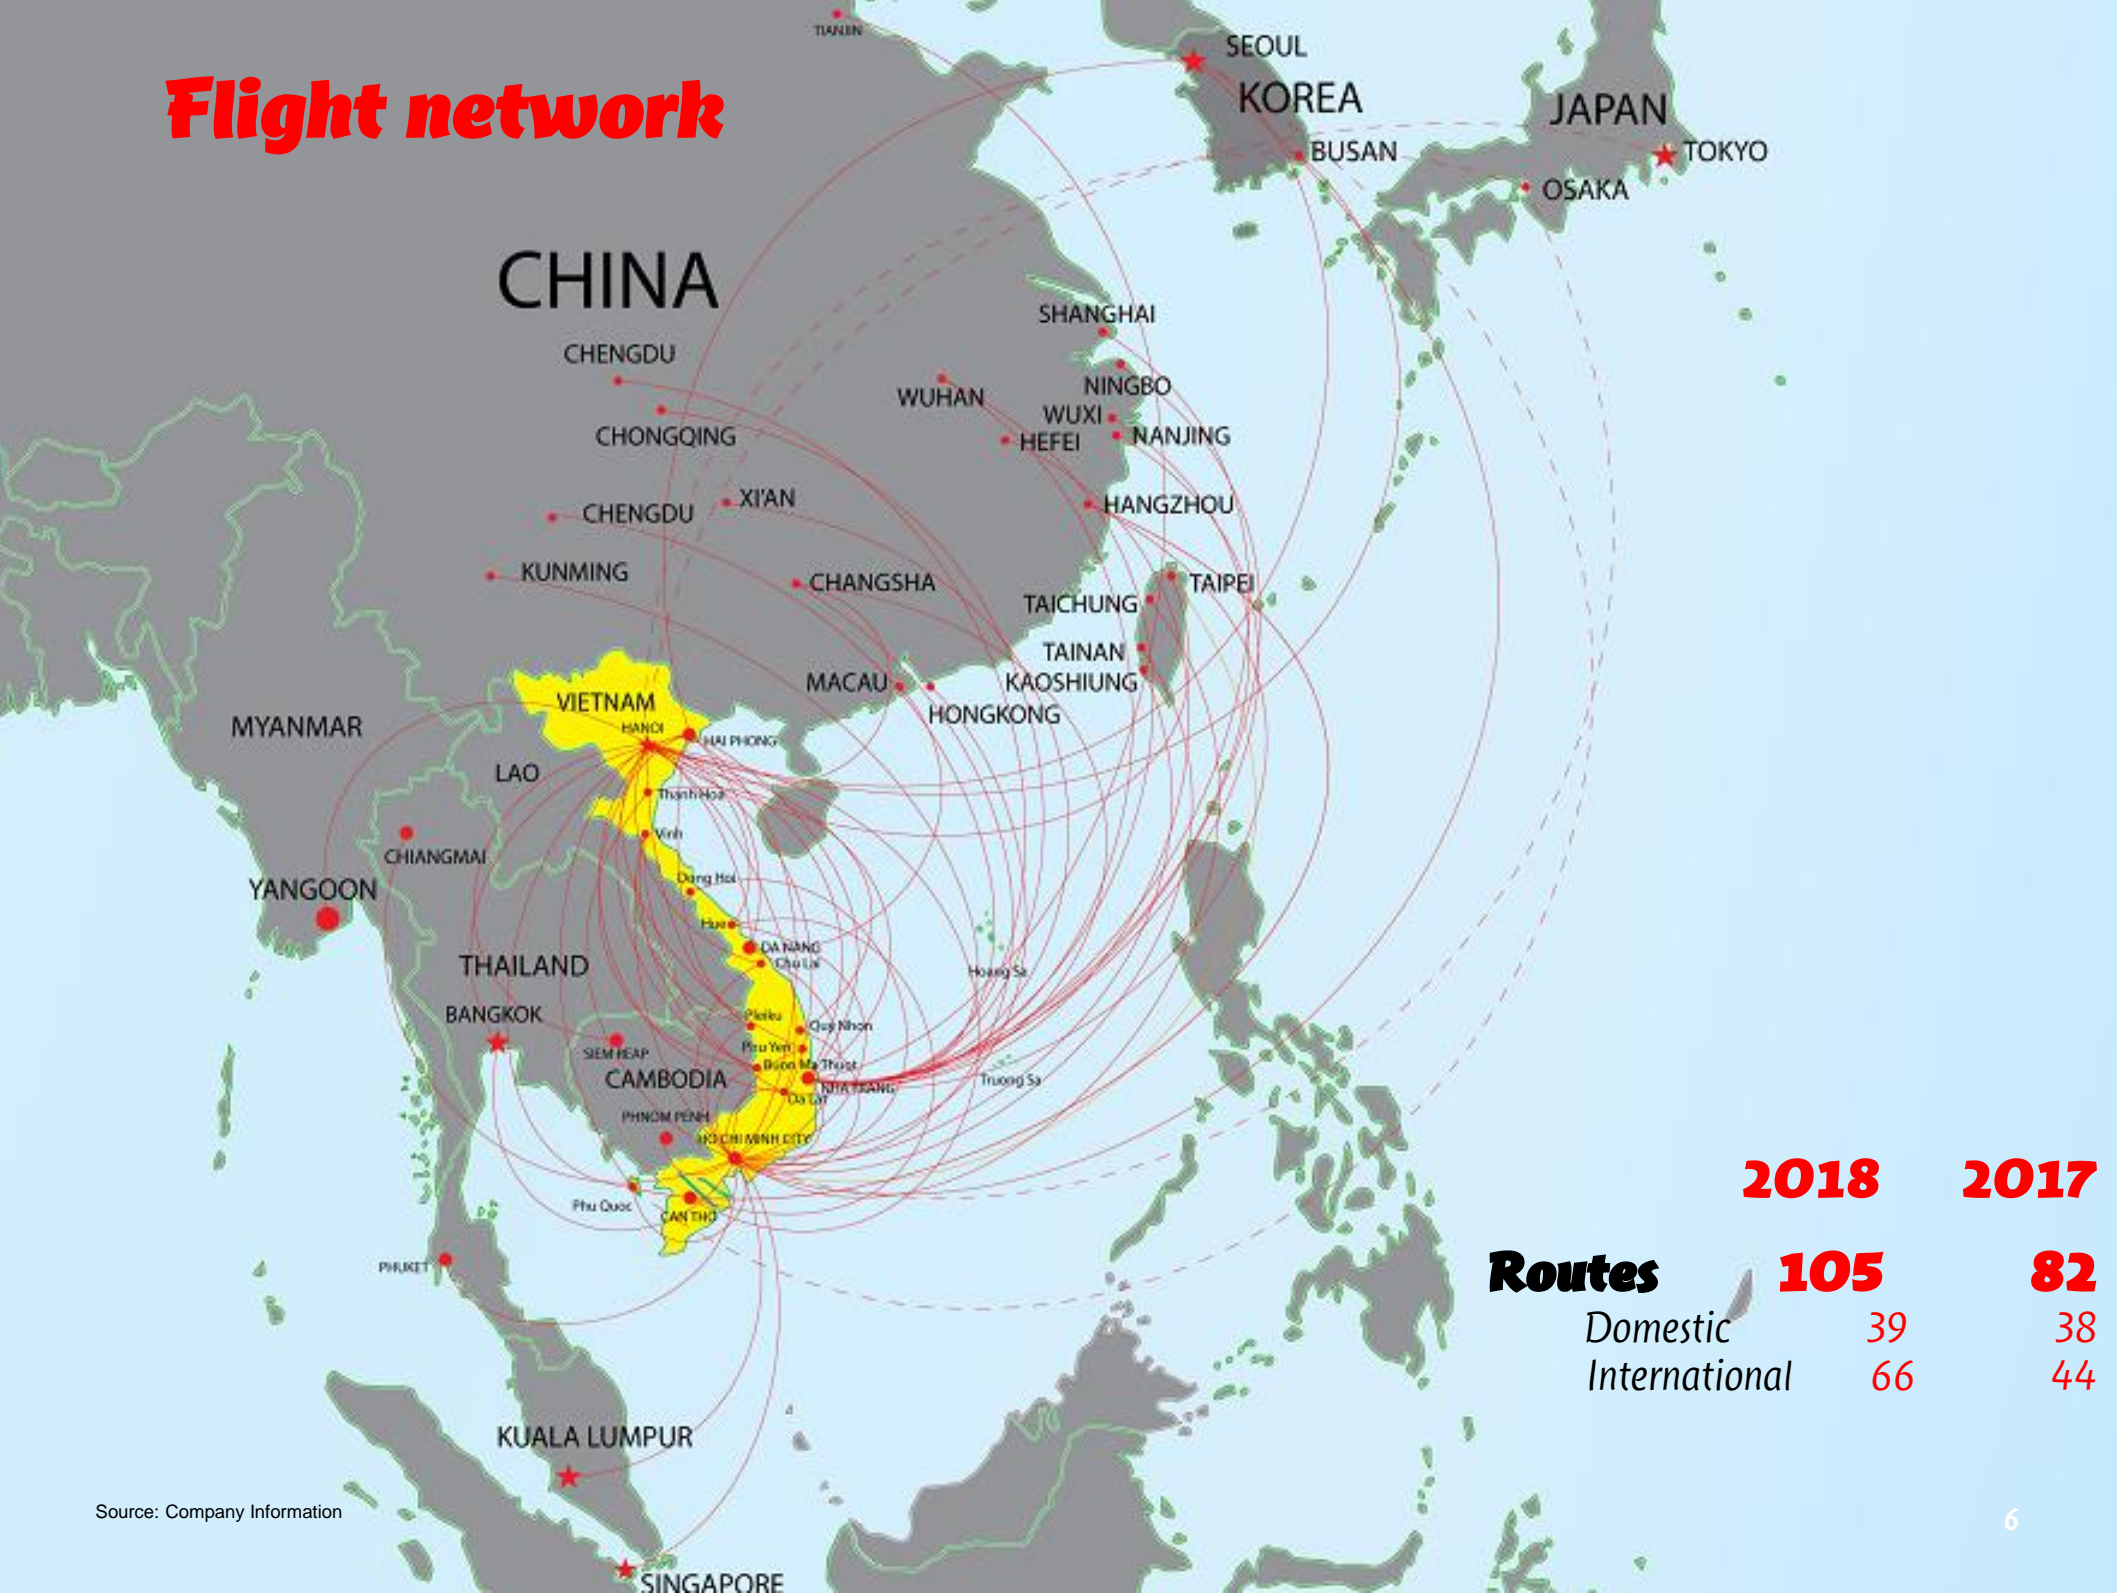 TIANJIN
SEOUL
Flight network
KOREA
JAPAN
BUSAN
TOKYO
OSAKA
CHINA
SHANGHAI
CHENGDU
NINGBO
WUHAN
WUXI
CHONGQING
HEFEI
NANJING
XI'AN
CHENGDU
HANGZHOU
KUNMING
CHANGSHA
TAIPEI
TAICHUNG
TAINAN
MACAU
KAOSHIUNG
VIETNAM
HONGKONG
MYANMAR
HANOI
HAI PHONG
LAO
Thanh Hoa
Vinh
CHIANGMAI
Dong Hoi
YANGOON
Hue
DA NANG
Chu Lai
THAILAND
Hoang Sa
BANGKOK
Pleiku
Quy Nhon
Phu Yen
SIEM REAP
Buon Ma Thuot
CAMBODIA
Truong Sa
NHA TRANG
Da Lat
PHNOM PENH
HO CHI MINH CITY
2018 2017
Phu Quoc
CAN THO
PHUKET
Routes 105 82
Domestic 39 38
International 66 44
KUALA LUMPUR
Source: Company Information
6
SINGAPORE